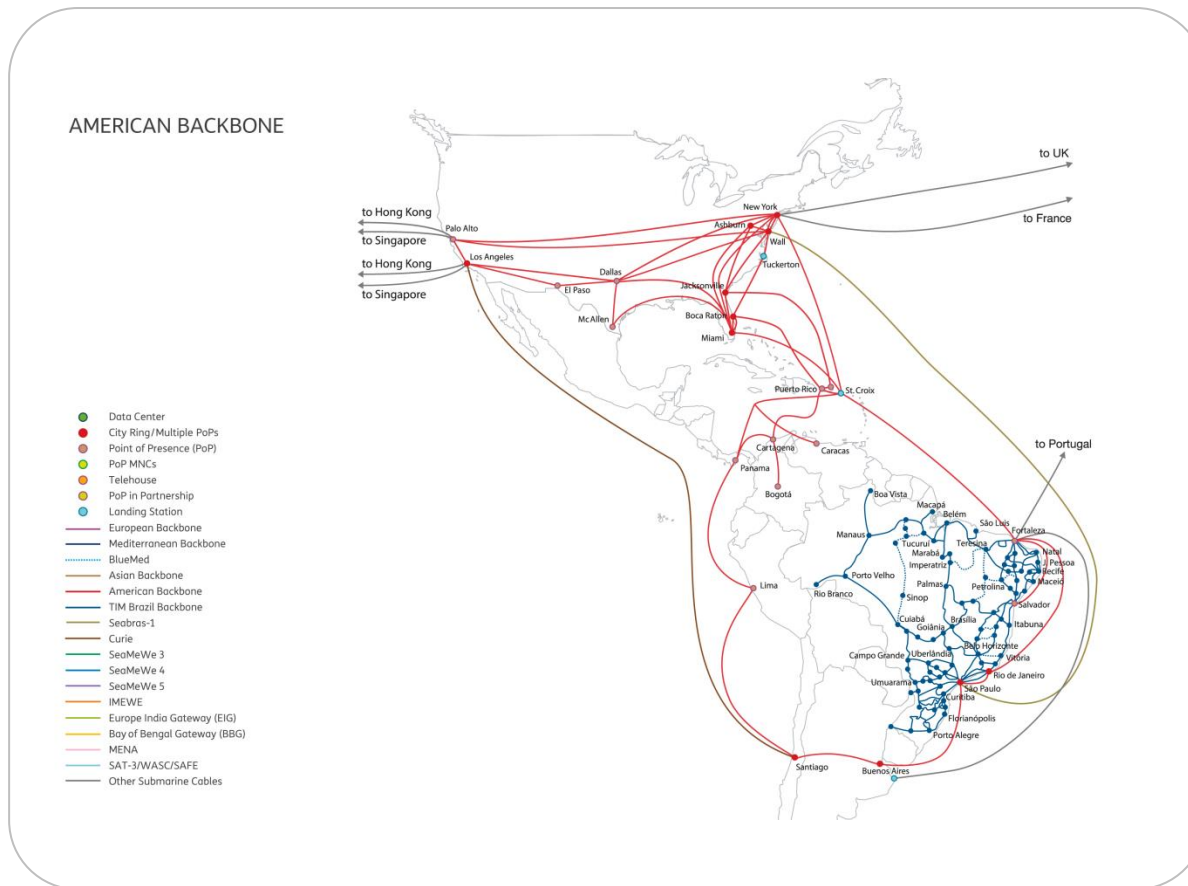 AMERICAN BACKBONE
to UK
to France
New York
to Hong Kong
Palo Alto
to Singapore
Ashburn
Wall
Tuckerton
Los Angeles
to Hong Kong
to Singapore
Dallas
El Paso
Jacksonville
McAllen
Boca Raton
Miami
Puerto Rico
St. Croix
Cartagena
Caracas
Panama
Bogotá
to Portugal
Boa Vista
Macapá
Belém
São Luis
Fortaleza
Manaus
Tucuruí
Teresina
Marabá
Imperatriz
Natal
J. Pessoa
Recife
Maceió
Porto Velho
Rio Branco
Palmas
Petrolina
Salvador
Sinop
Lima
Cuiabá
Goiânia
Brasília
Itabuna
Campo Grande
Uberlândia
Belo Horizonte
Vitória
Rio de Janeiro
Umuarama
São Paulo
Curitiba
Florianópolis
Porto Alegre
Santiago
Buenos Aires
Data Center
City Ring/Multiple PoPs
Point of Presence (PoP)
PoP MNCs
Telehouse
PoP in Partnership
Landing Station
European Backbone
Mediterranean Backbone
BlueMed
Asian Backbone
American Backbone
TIM Brazil Backbone
Seabras-1
Curie
SeaMeWe 3
SeaMeWe 4
SeaMeWe 5
IMEWE
Europe India Gateway (EIG)
Bay of Bengal Gateway (BBG)
MENA
SAT-3/WASC/SAFE
Other Submarine Cables